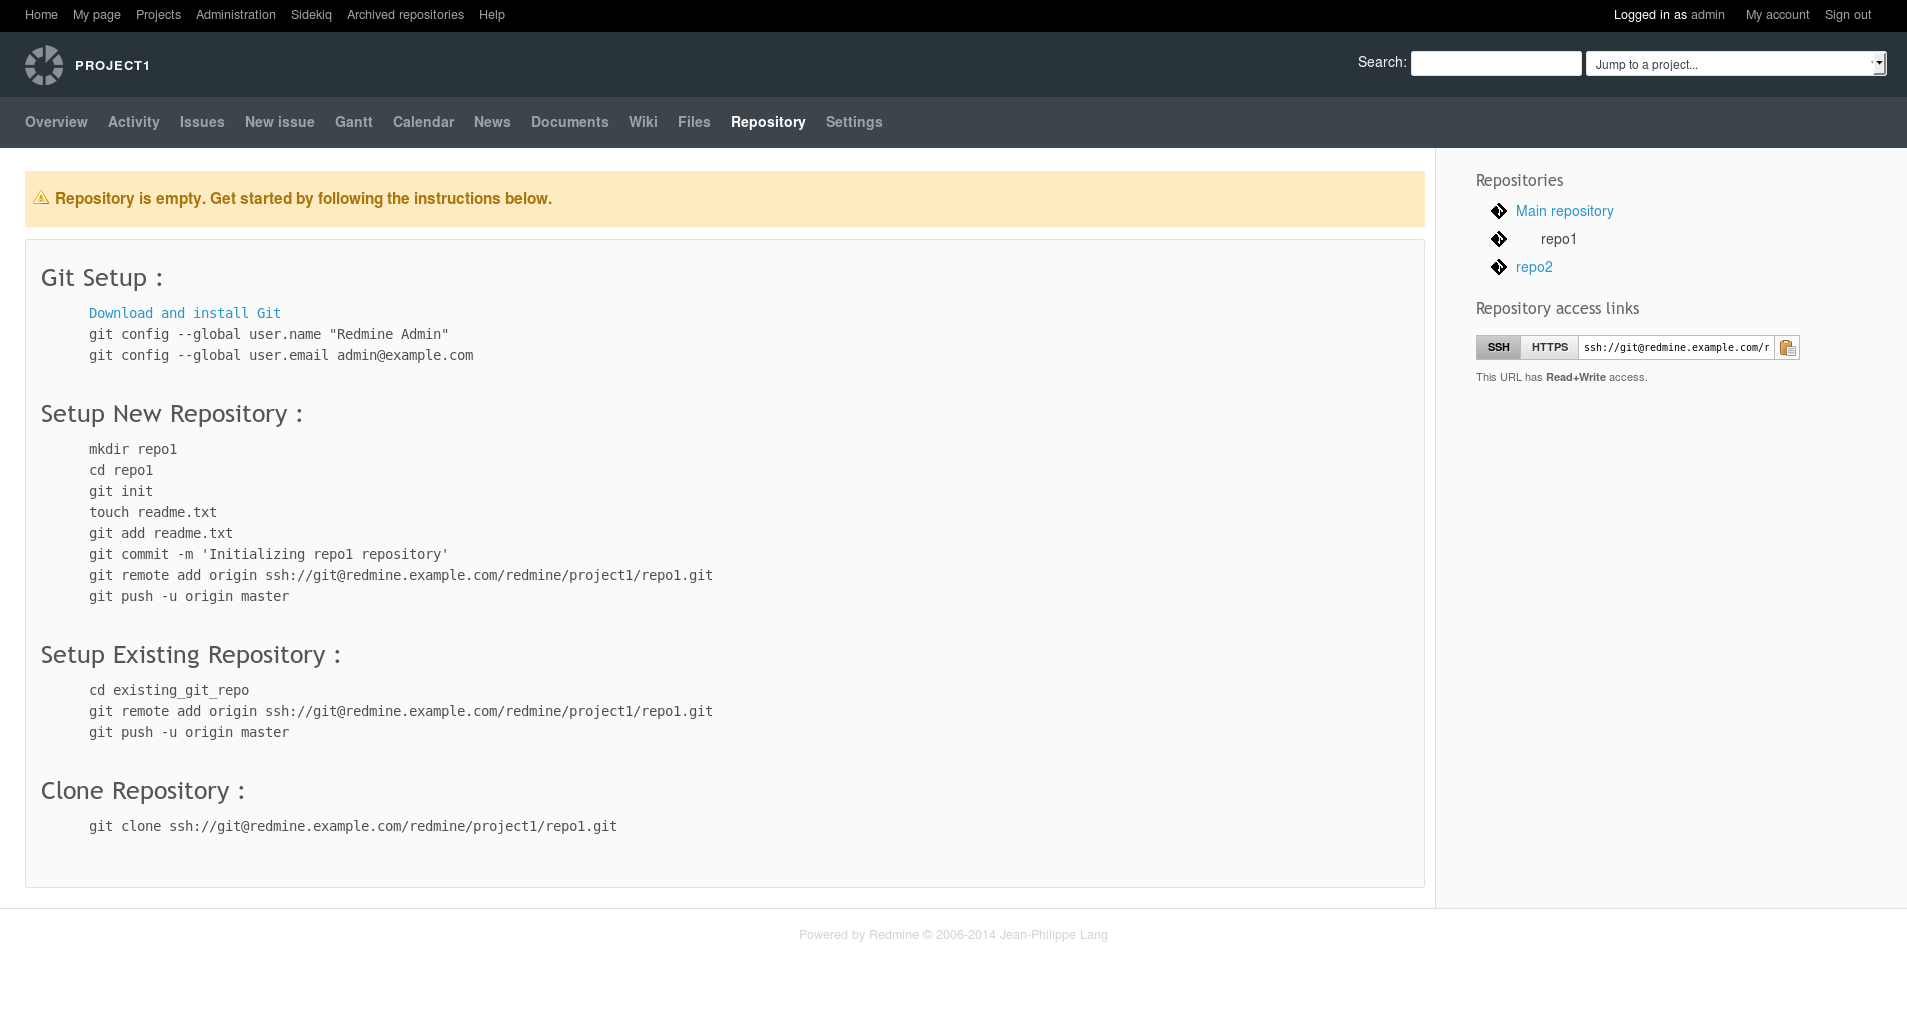 Home My page Projects Administration Sidekiq Archived repositories Help Logged in as admin My account Sign out
PROJECT1 Search: Jump to a project...
Overview Activity Issues New issue Gantt Calendar News Documents Wiki Files Repository Settings
Repository is empty. Get started by following the instructions below.
Git Setup :
Download and install Git
git config --global user.name "Redmine Admin"
git config --global user.email admin@example.com
Setup New Repository :
mkdir repo1
cd repo1
git init
touch readme.txt
git add readme.txt
git commit -m 'Initializing repo1 repository'
git remote add origin ssh://git@redmine.example.com/redmine/project1/repo1.git
git push -u origin master
Setup Existing Repository :
cd existing_git_repo
git remote add origin ssh://git@redmine.example.com/redmine/project1/repo1.git
git push -u origin master
Clone Repository :
git clone ssh://git@redmine.example.com/redmine/project1/repo1.git
Repositories
Main repository
repo1
repo2
Repository access links
SSH HTTPS ssh://git@redmine.example.com/r
This URL has Read+Write access.
Powered by Redmine © 2006-2014 Jean-Philippe Lang